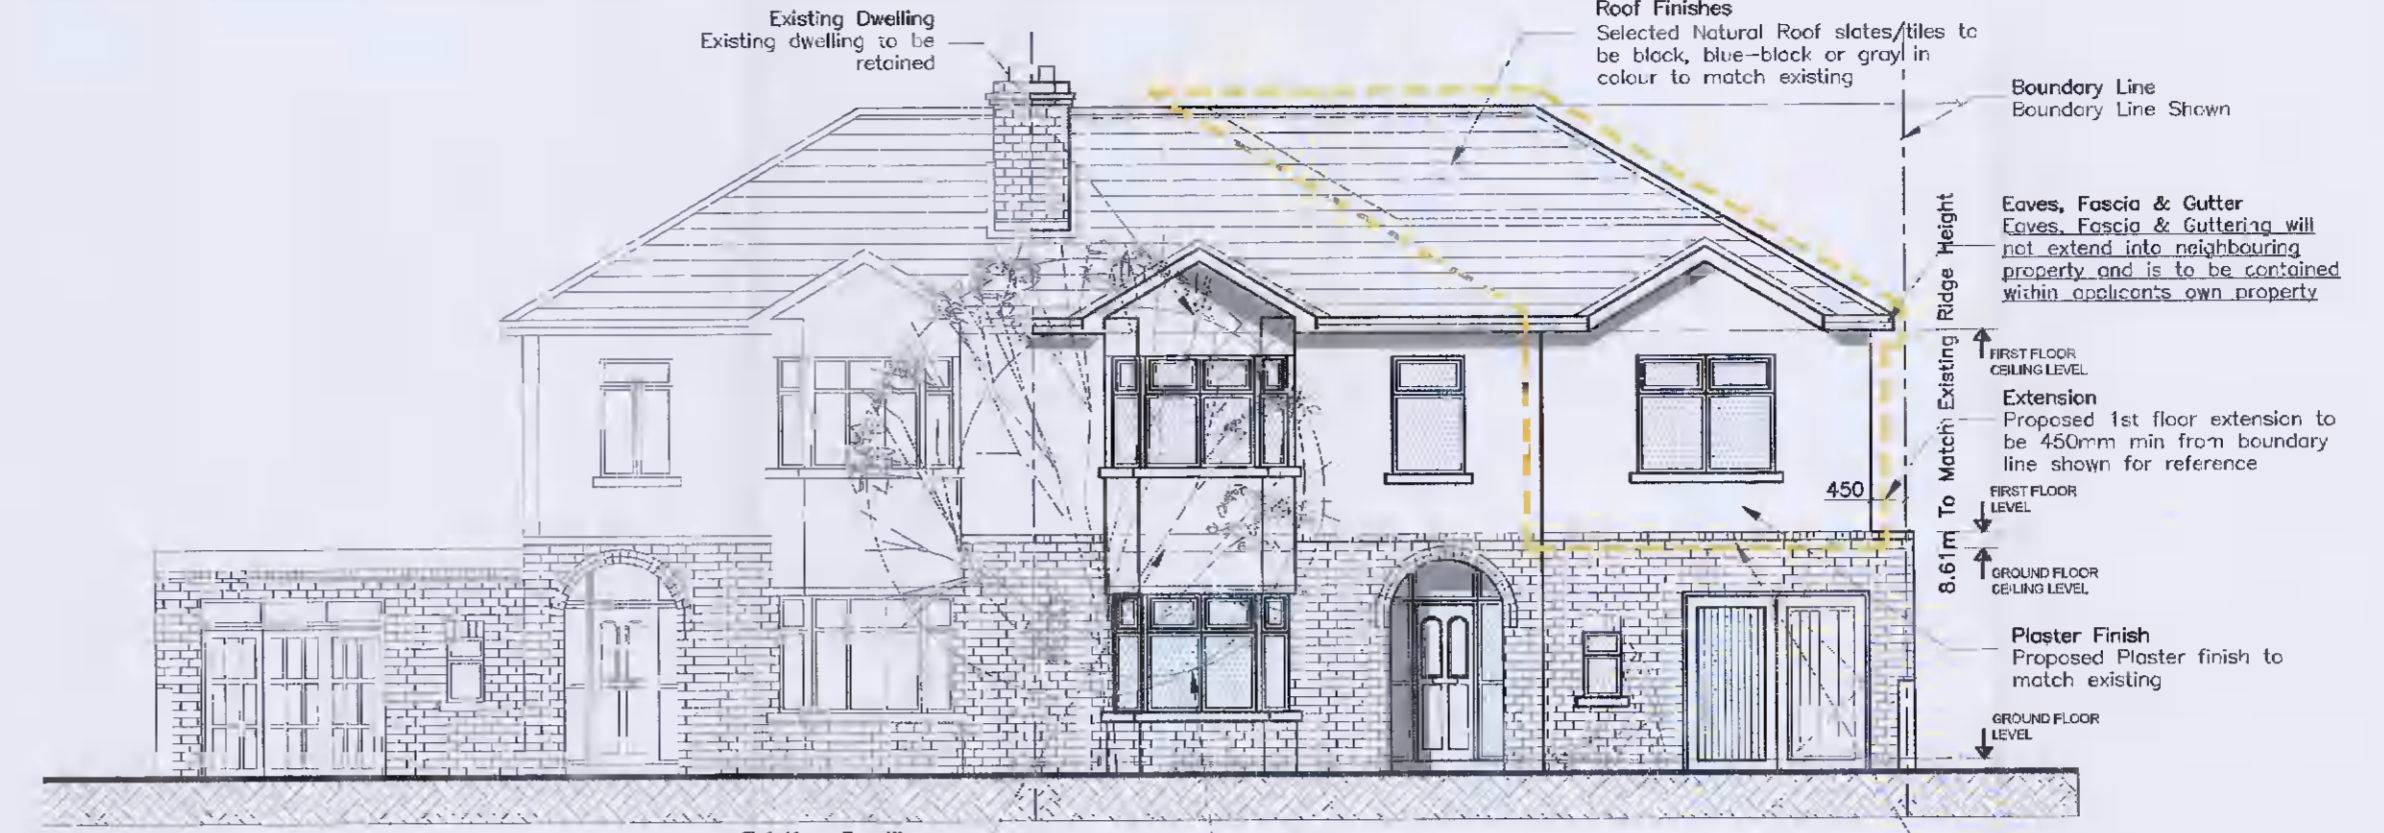 Existing Dwelling
Existing dwelling to be
retained
Roof Finishes
Selected Natural Roof slates/tiles to
be black, blue-black or gray in
colour to match existing
Boundary Line
Boundary Line Shown
Eaves, Fascia & Gutter
Eaves, Fascia & Guttering will
not extend into neighbouring
property and is to be contained
within applicants own property
8.61m To Match Existing Ridge Height
FIRST FLOOR
CEILING LEVEL
Extension
Proposed 1st floor extension to
be 450mm min from boundary
line shown for reference
450
FIRST FLOOR
LEVEL
GROUND FLOOR
CEILING LEVEL
Plaster Finish
Proposed Plaster finish to
match existing
GROUND FLOOR
LEVEL